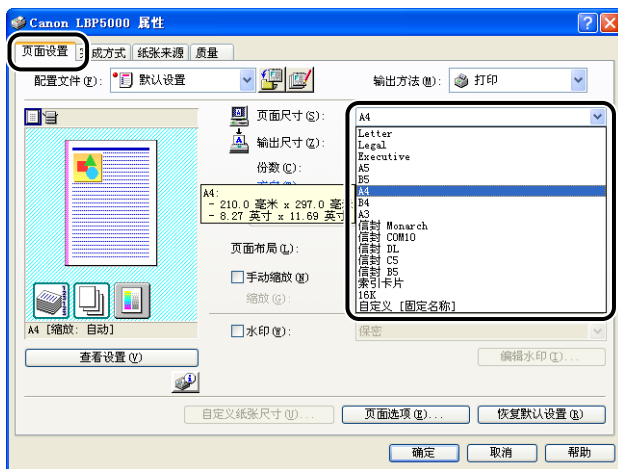 Canon LBP5000 属性
页面设置 成方式 纸张来源 质量
配置文件(F): 默认设置 输出方法(M): 打印
页面尺寸(S): A4
输出尺寸(Z):
份数(C):
A4:
- 210.0 毫米 x 297.0 毫
- 8.27 英寸 x 11.69 英寸
Letter
Legal
Executive
A5
B5
A4
B4
A3
信封 Monarch
信封 COM10
信封 DL
信封 C5
信封 B5
索引卡片
16K
自定义 [固定名称]
页面布局(L):
手动缩放(N)
缩放(G):
A4 [缩放: 自动]
水印(W): 保密
查看设置(V) 编辑水印(I)...
自定义纸张尺寸(U)... 页面选项(E)... 恢复默认设置(R)
确定 取消 帮助